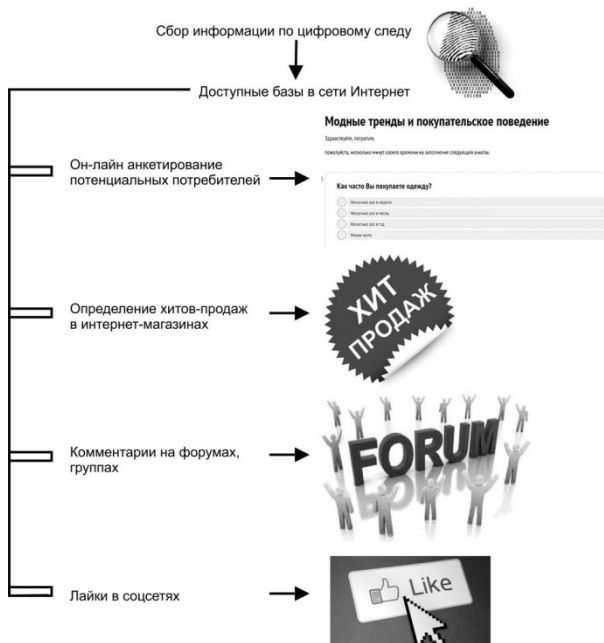 Сбор информации по цифровому следу
Доступные базы в сети Интернет
Модные тренды и покупательское поведение
Здравствуйте, потратьте,
пожалуйста, несколько минут своего времени на заполнение следующей анкеты.
Он-лайн анкетирование
потенциальных потребителей
Как часто Вы покупаете одежду?
Несколько раз в неделю
Несколько раз в месяц
Несколько раз в год
Менее часто
Определение хитов-продаж
в интернет-магазинах
ХИТ
ПРОДАЖ
Комментарии на форумах,
группах
FORUM
Лайки в соцсетях
Like